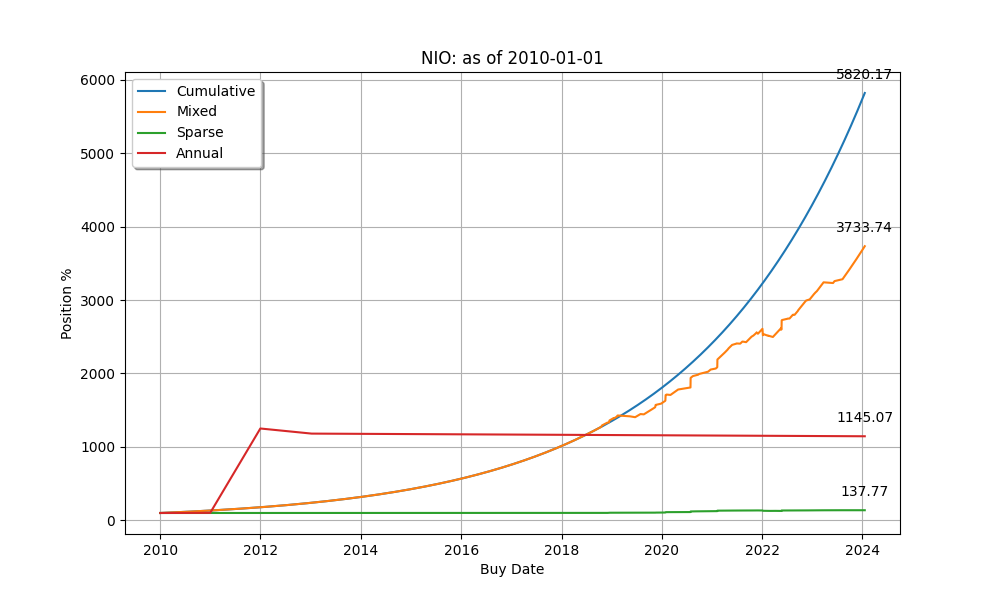 NIO: as of 2010-01-01
5820.17
6000
Cumulative
Mixed
Sparse
Annual
5000
4000
3733.74
3000
2000
1145.07
1000
137.77
0
Position %
2010 2012 2014 2016 2018 2020 2022 2024
Buy Date